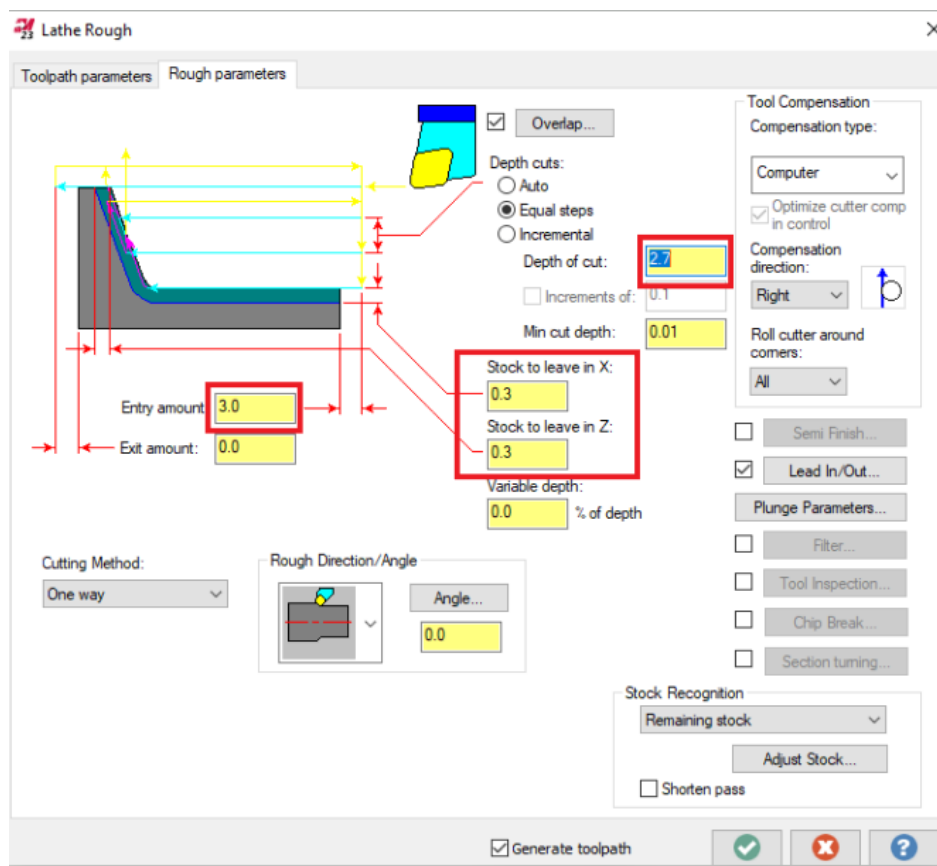 23
Lathe Rough
Toolpath parameters
Rough parameters
Overlap...
Depth cuts:
Auto
Equal steps
Incremental
Depth of cut:
2.7
Increments of:
0.1
Min cut depth:
0.01
Stock to leave in X:
0.3
Stock to leave in Z:
0.3
Variable depth:
0.0
% of depth
Entry amount
3.0
Exit amount:
0.0
Cutting Method:
One way
Rough Direction/Angle
Angle...
0.0
Tool Compensation
Compensation type:
Computer
Optimize cutter comp
in control
Compensation
direction:
Right
Roll cutter around
corners:
All
Semi Finish...
Lead In/Out...
Plunge Parameters...
Filter...
Tool Inspection...
Chip Break...
Section turning...
Stock Recognition
Remaining stock
Adjust Stock...
Shorten pass
Generate toolpath
?